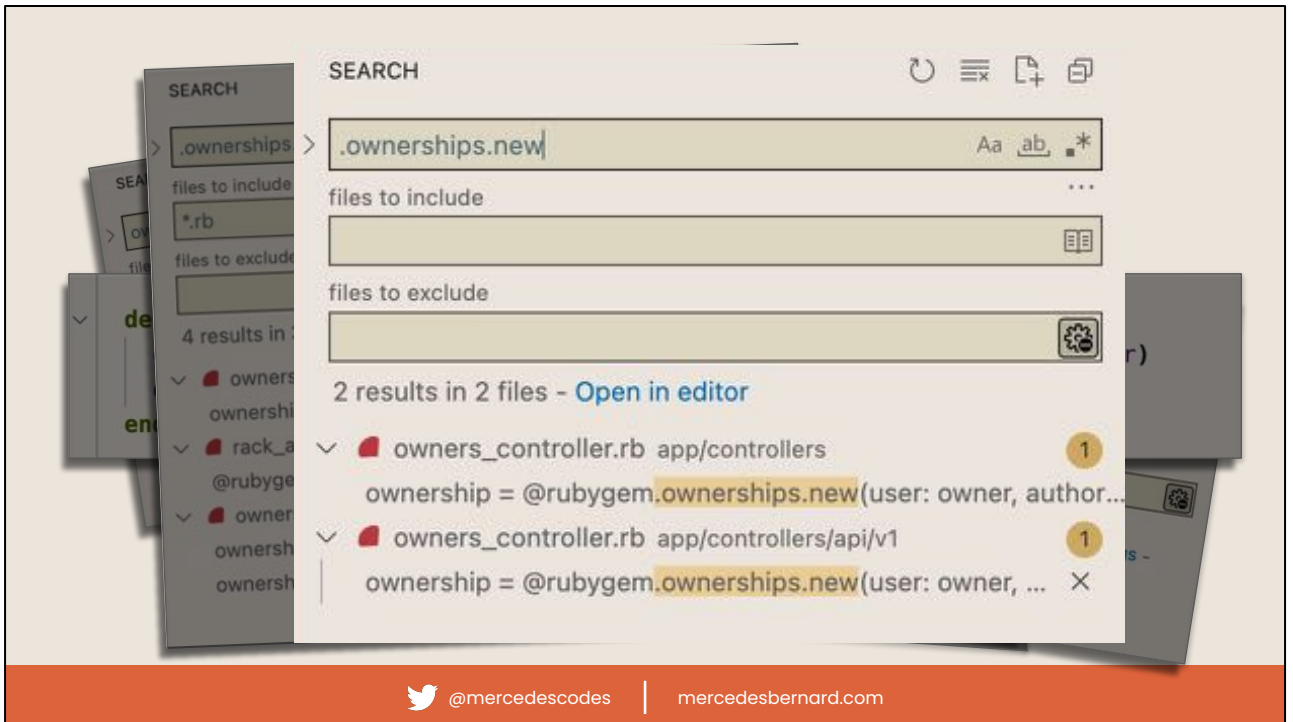 SEARCH
.ownerships.new
Aa ab .*
files to include
...
files to exclude
2 results in 2 files - Open in editor
owners_controller.rb app/controllers
1
ownership = @rubygem.ownerships.new(user: owner, author...
owners_controller.rb app/controllers/api/v1
1
ownership = @rubygem.ownerships.new(user: owner, ...
SEARCH
.ownerships
files to include
*.rb
files to exclude
4 results in
owners
ownershi
rack_a
@rubyge
owner
ownersh
ownersh
SEA
ow
file
de
en
r)
s -
@mercedescodes | mercedesbernard.com